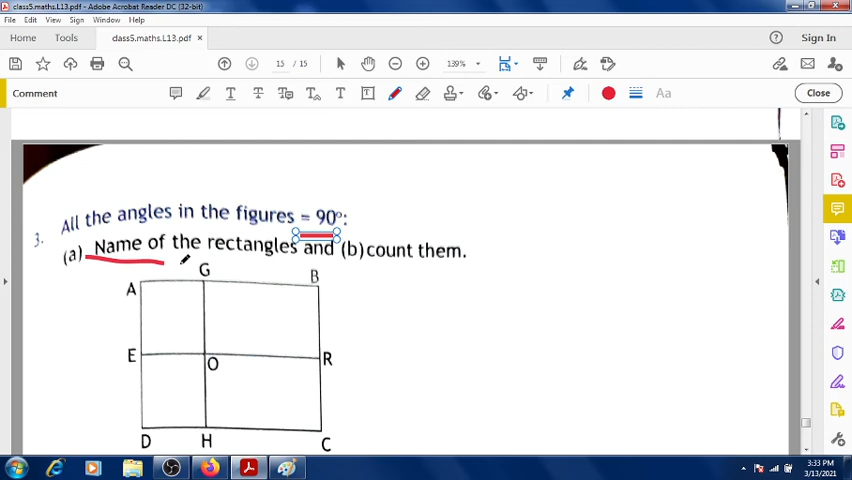 class5.maths.L13.pdf - Adobe Acrobat Reader DC (32-bit)
File Edit View Sign Window Help
Home Tools class5.maths.L13.pdf × Sign In
15 / 15 139%
Comment Aa Close
3. All the angles in the figures = 90°:
(a) Name of the rectangles and (b) count them.
G
A B
E O R
D H C
3:33 PM
3/13/2021